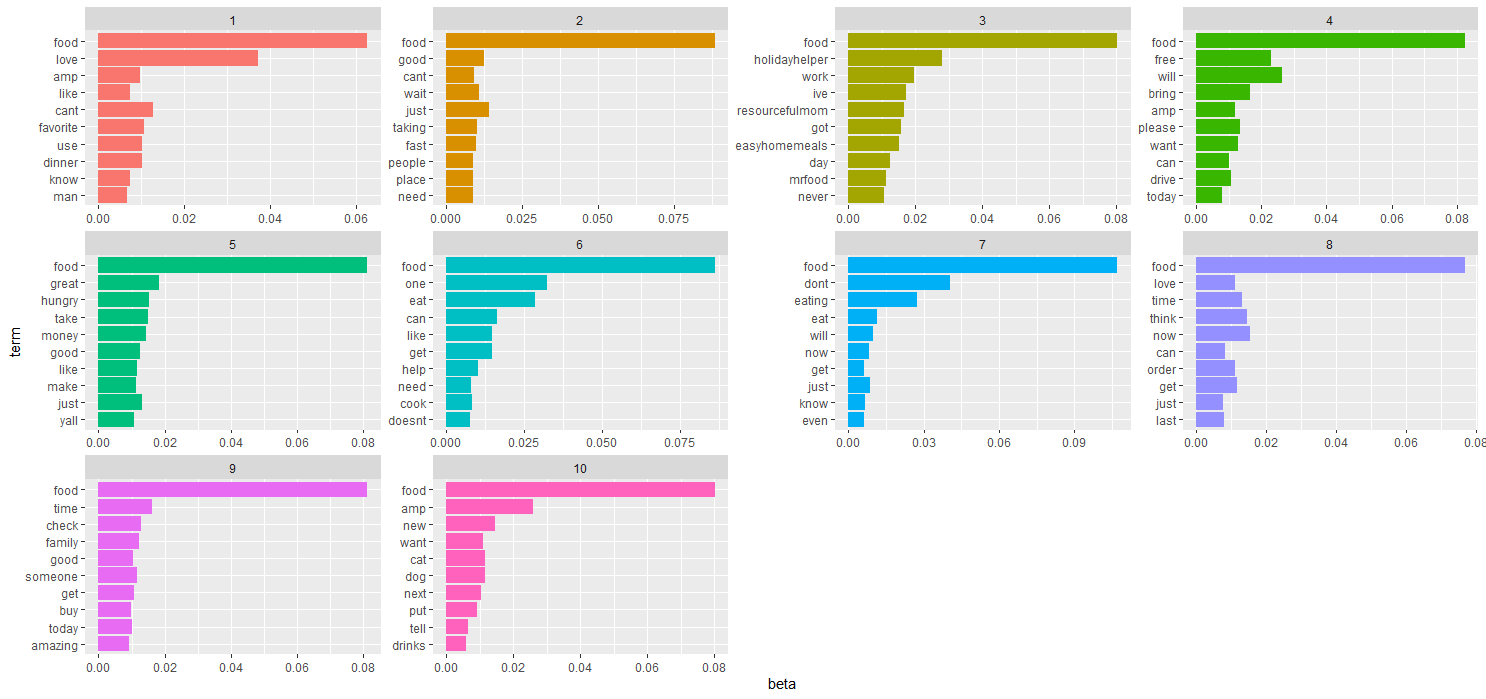 1
food
love
amp
like
cant
favorite
use
dinner
know
man
0.00 0.02 0.04 0.06
2
food
good
cant
wait
just
taking
fast
people
place
need
0.000 0.025 0.050 0.075
3
food
holidayhelper
work
ive
resourcefulmom
got
easyhomemeals
day
mrfood
never
0.00 0.02 0.04 0.06 0.08
4
food
free
will
bring
amp
please
want
can
drive
today
0.00 0.02 0.04 0.06 0.08
5
food
great
hungry
take
money
good
like
make
just
yall
0.00 0.02 0.04 0.06 0.08
6
food
one
eat
can
like
get
help
need
cook
doesnt
0.000 0.025 0.050 0.075
7
food
dont
eating
eat
will
now
get
just
know
even
0.00 0.03 0.06 0.09
8
food
love
time
think
now
can
order
get
just
last
0.00 0.02 0.04 0.06 0.08
9
food
time
check
family
good
someone
get
buy
today
amazing
0.00 0.02 0.04 0.06 0.08
10
food
amp
new
want
cat
dog
next
put
tell
drinks
0.00 0.02 0.04 0.06 0.08
term
beta